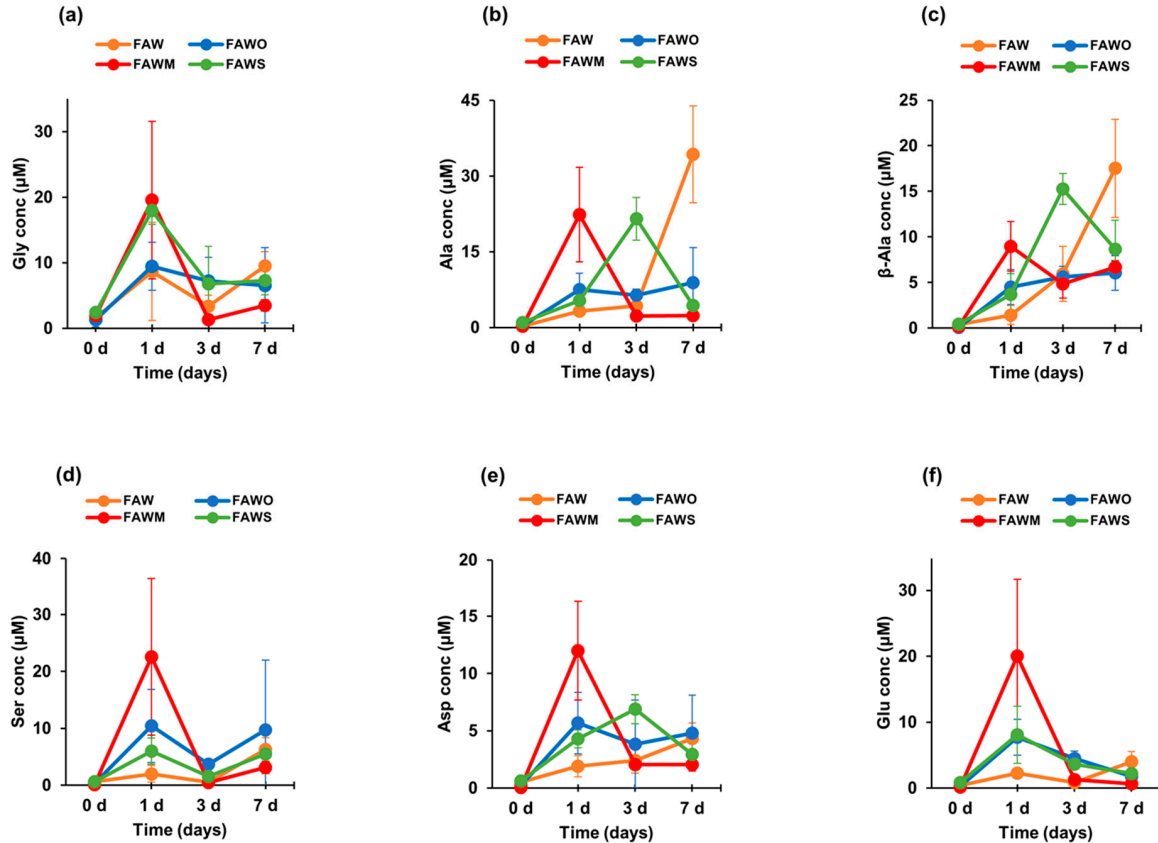 (a)
FAW FAWO
FAWM FAWS
Gly conc (µM)
30
20
10
0
0 d 1 d 3 d 7 d
Time (days)
(b)
FAW FAWO
FAWM FAWS
Ala conc (µM)
45
30
15
0
0 d 1 d 3 d 7 d
Time (days)
(c)
FAW FAWO
FAWM FAWS
β-Ala conc (µM)
25
20
15
10
5
0
0 d 1 d 3 d 7 d
Time (days)
(d)
FAW FAWO
FAWM FAWS
Ser conc (µM)
40
30
20
10
0
0 d 1 d 3 d 7 d
Time (days)
(e)
FAW FAWO
FAWM FAWS
Asp conc (µM)
20
15
10
5
0
0 d 1 d 3 d 7 d
Time (days)
(f)
FAW FAWO
FAWM FAWS
Glu conc (µM)
30
20
10
0
0 d 1 d 3 d 7 d
Time (days)